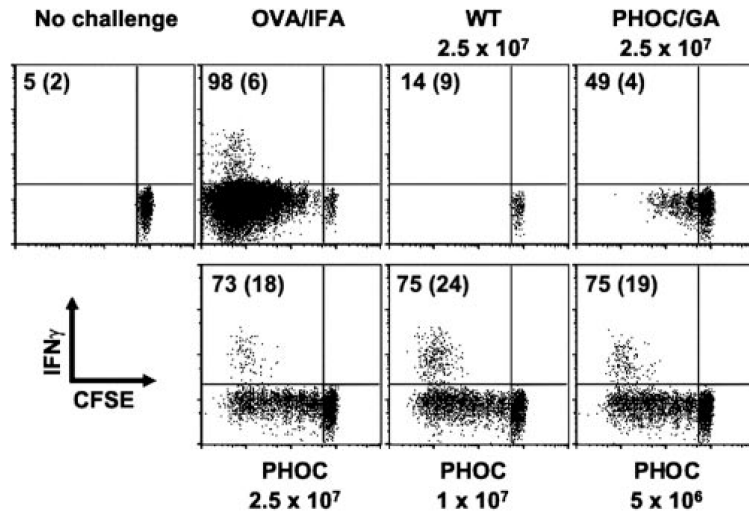 No challenge OVA/IFA WT PHOC/GA
2.5 x 10⁷ 2.5 x 10⁷
5 (2) 98 (6) 14 (9) 49 (4)
73 (18) 75 (24) 75 (19)
IFNγ
CFSE
PHOC PHOC PHOC
2.5 x 10⁷ 1 x 10⁷ 5 x 10⁶